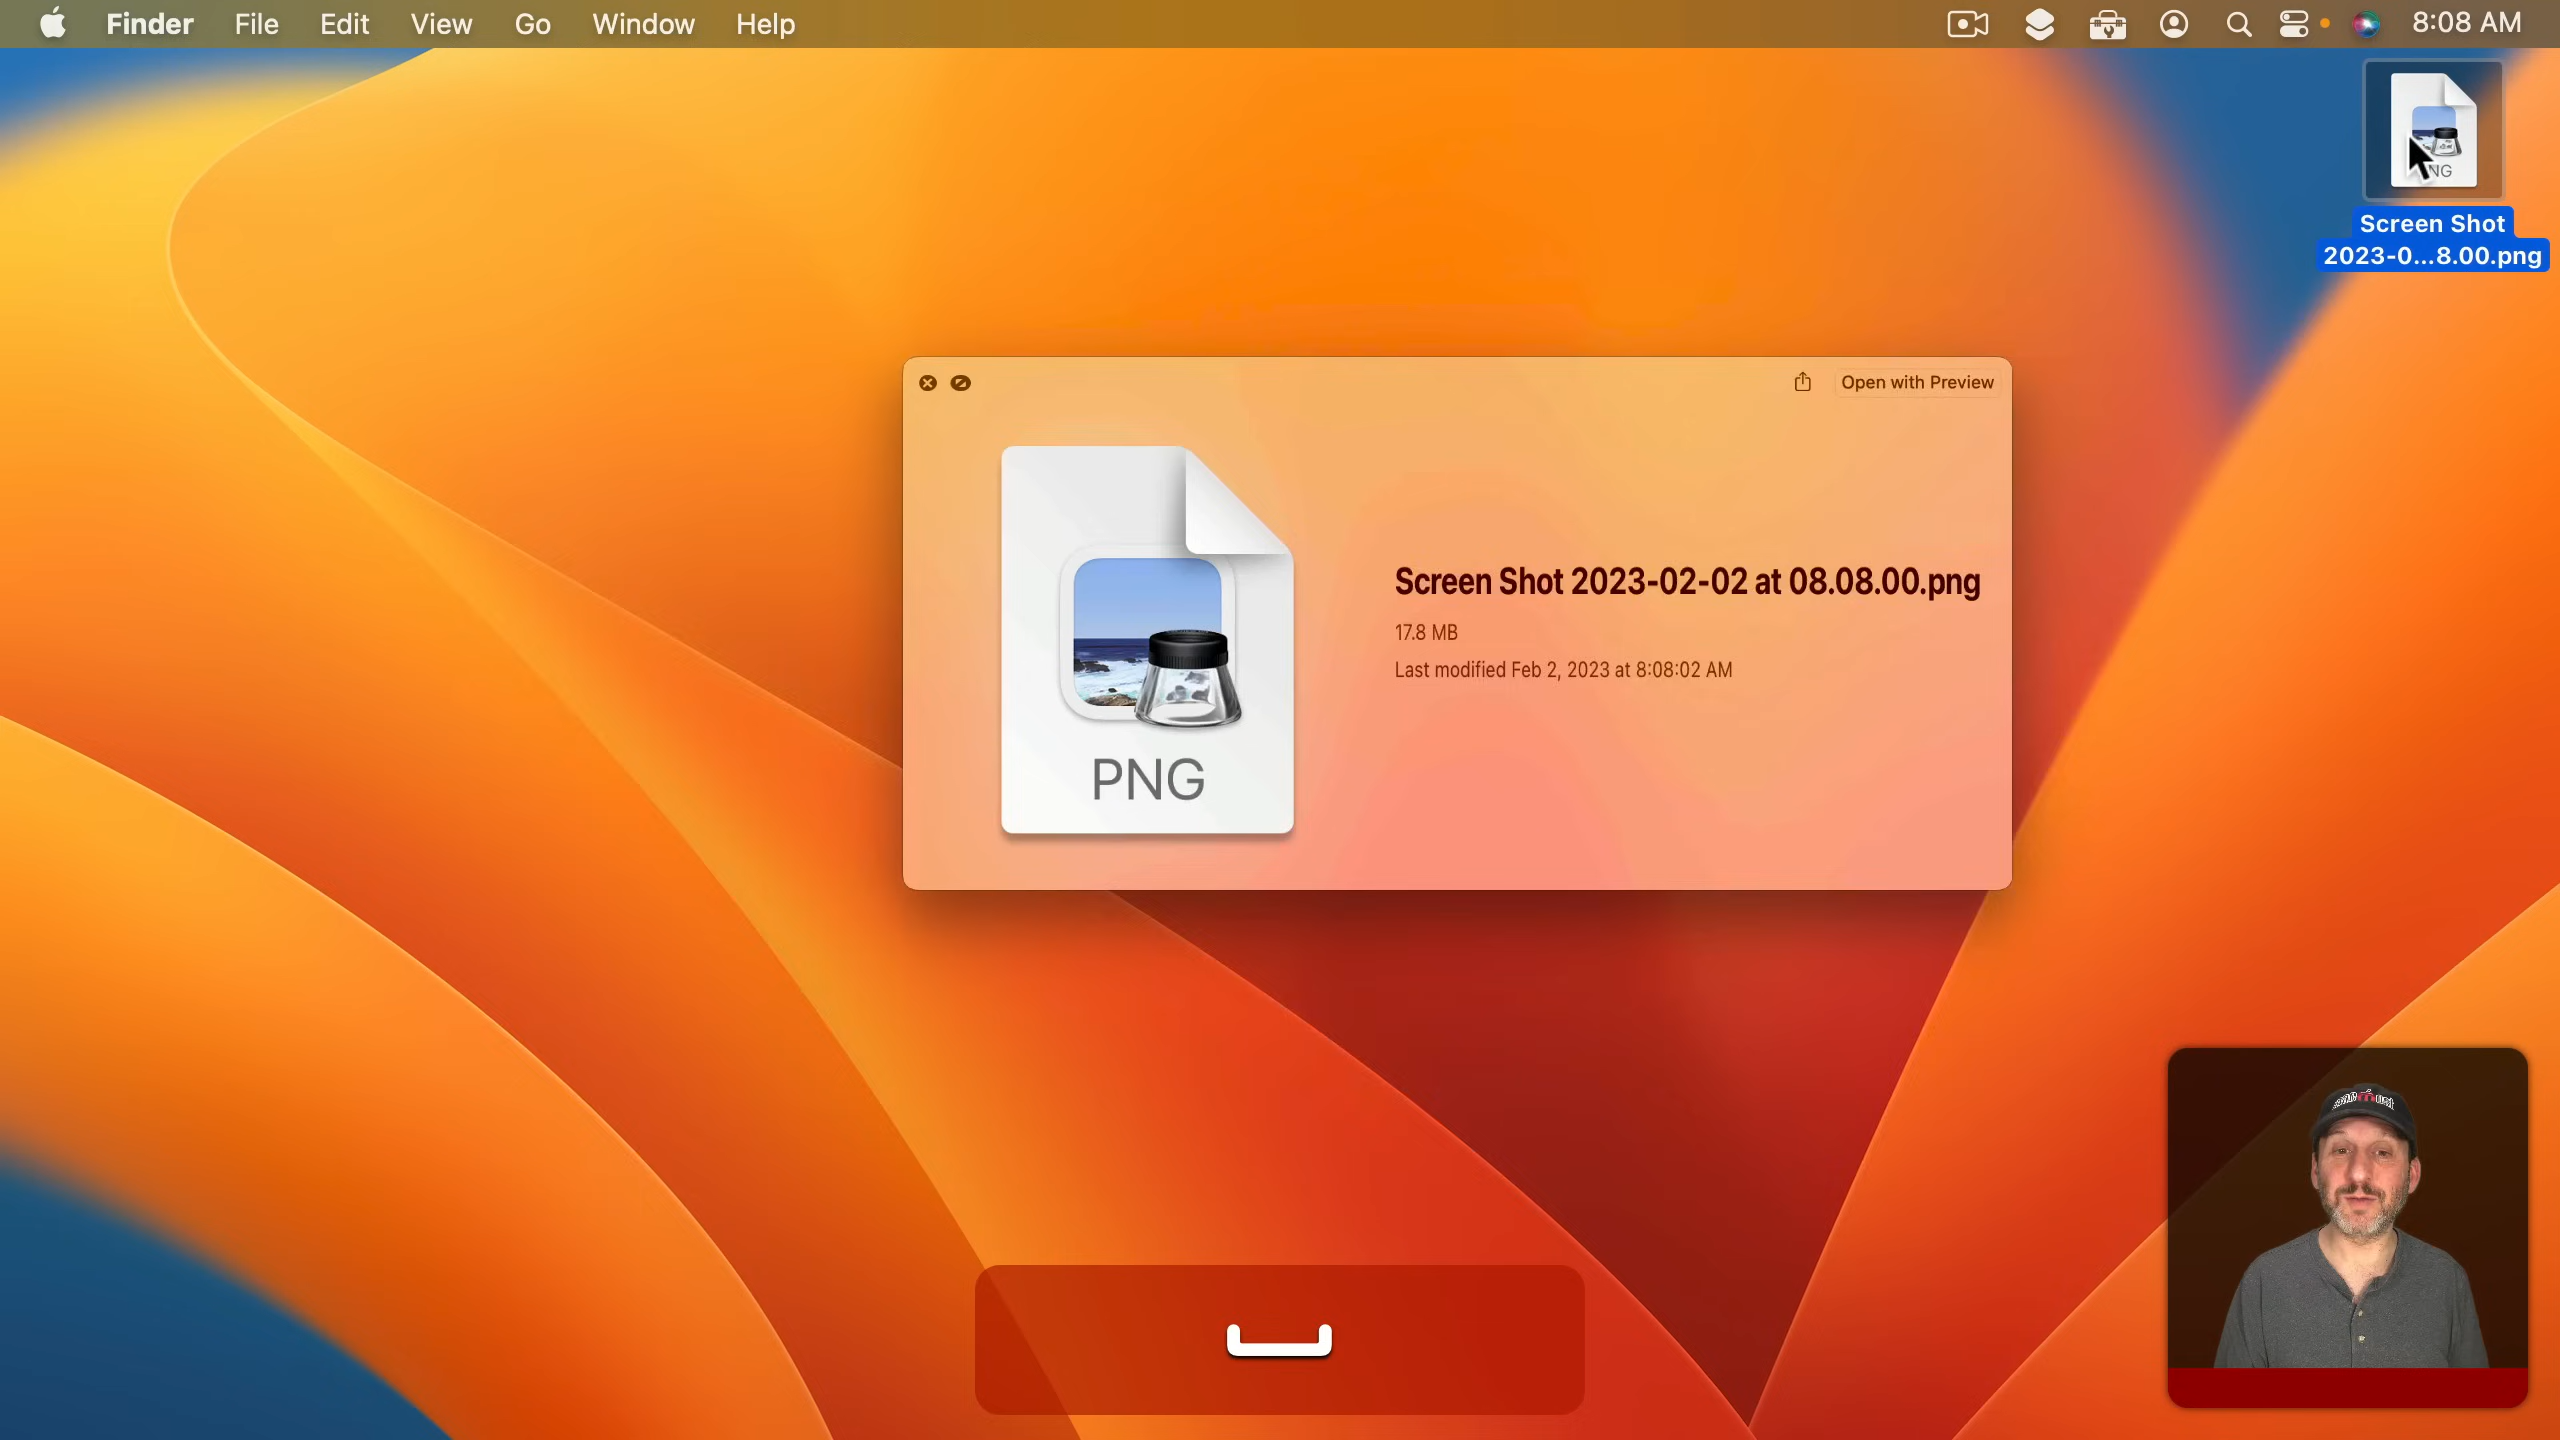 Finder File Edit View Go Window Help
8:08 AM
NG
Screen Shot
2023-0...8.00.png
Open with Preview
Screen Shot 2023-02-02 at 08.08.00.png
17.8 MB
Last modified Feb 2, 2023 at 8:08:02 AM
PNG